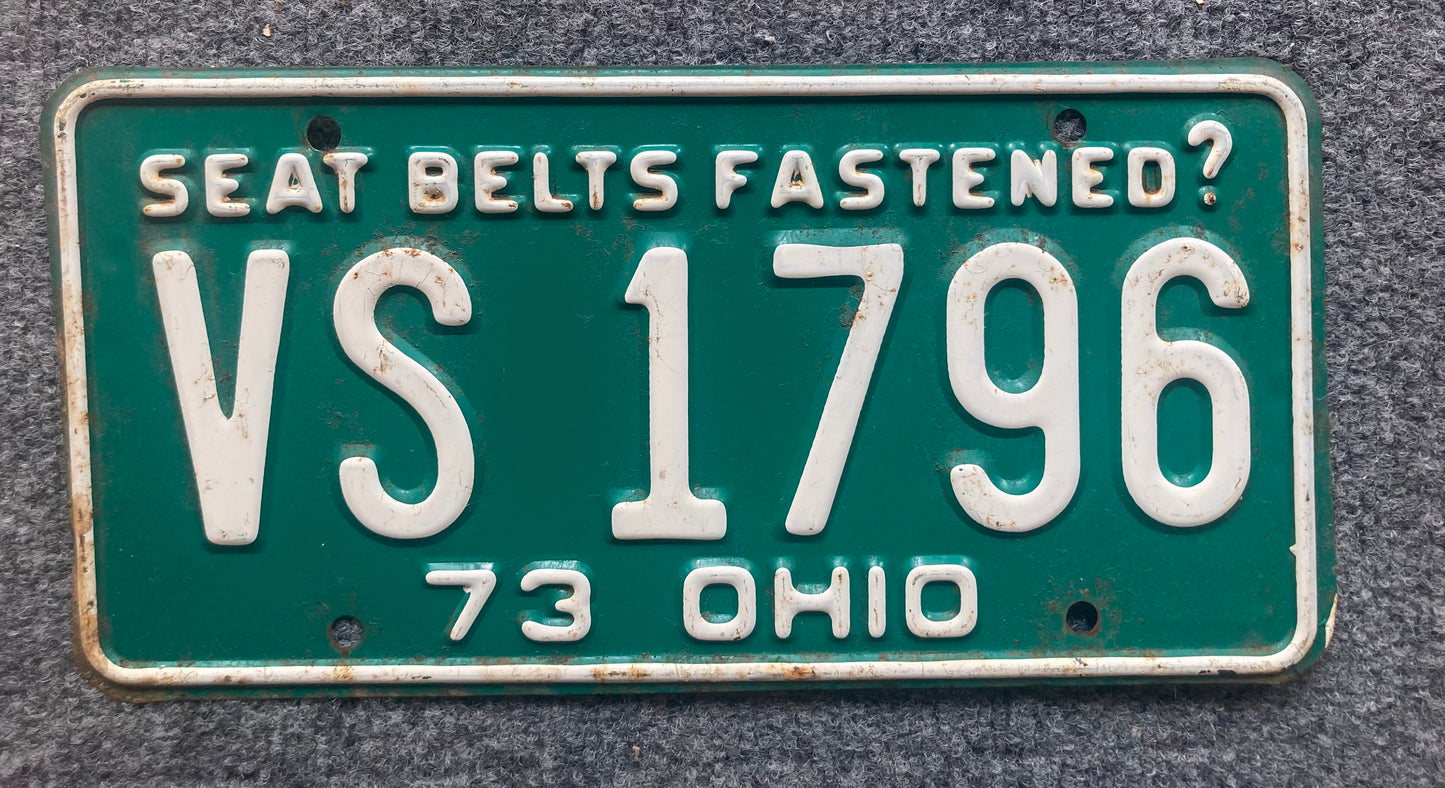 SEAT BELTS FASTENED?
VS 1796
73 OHIO